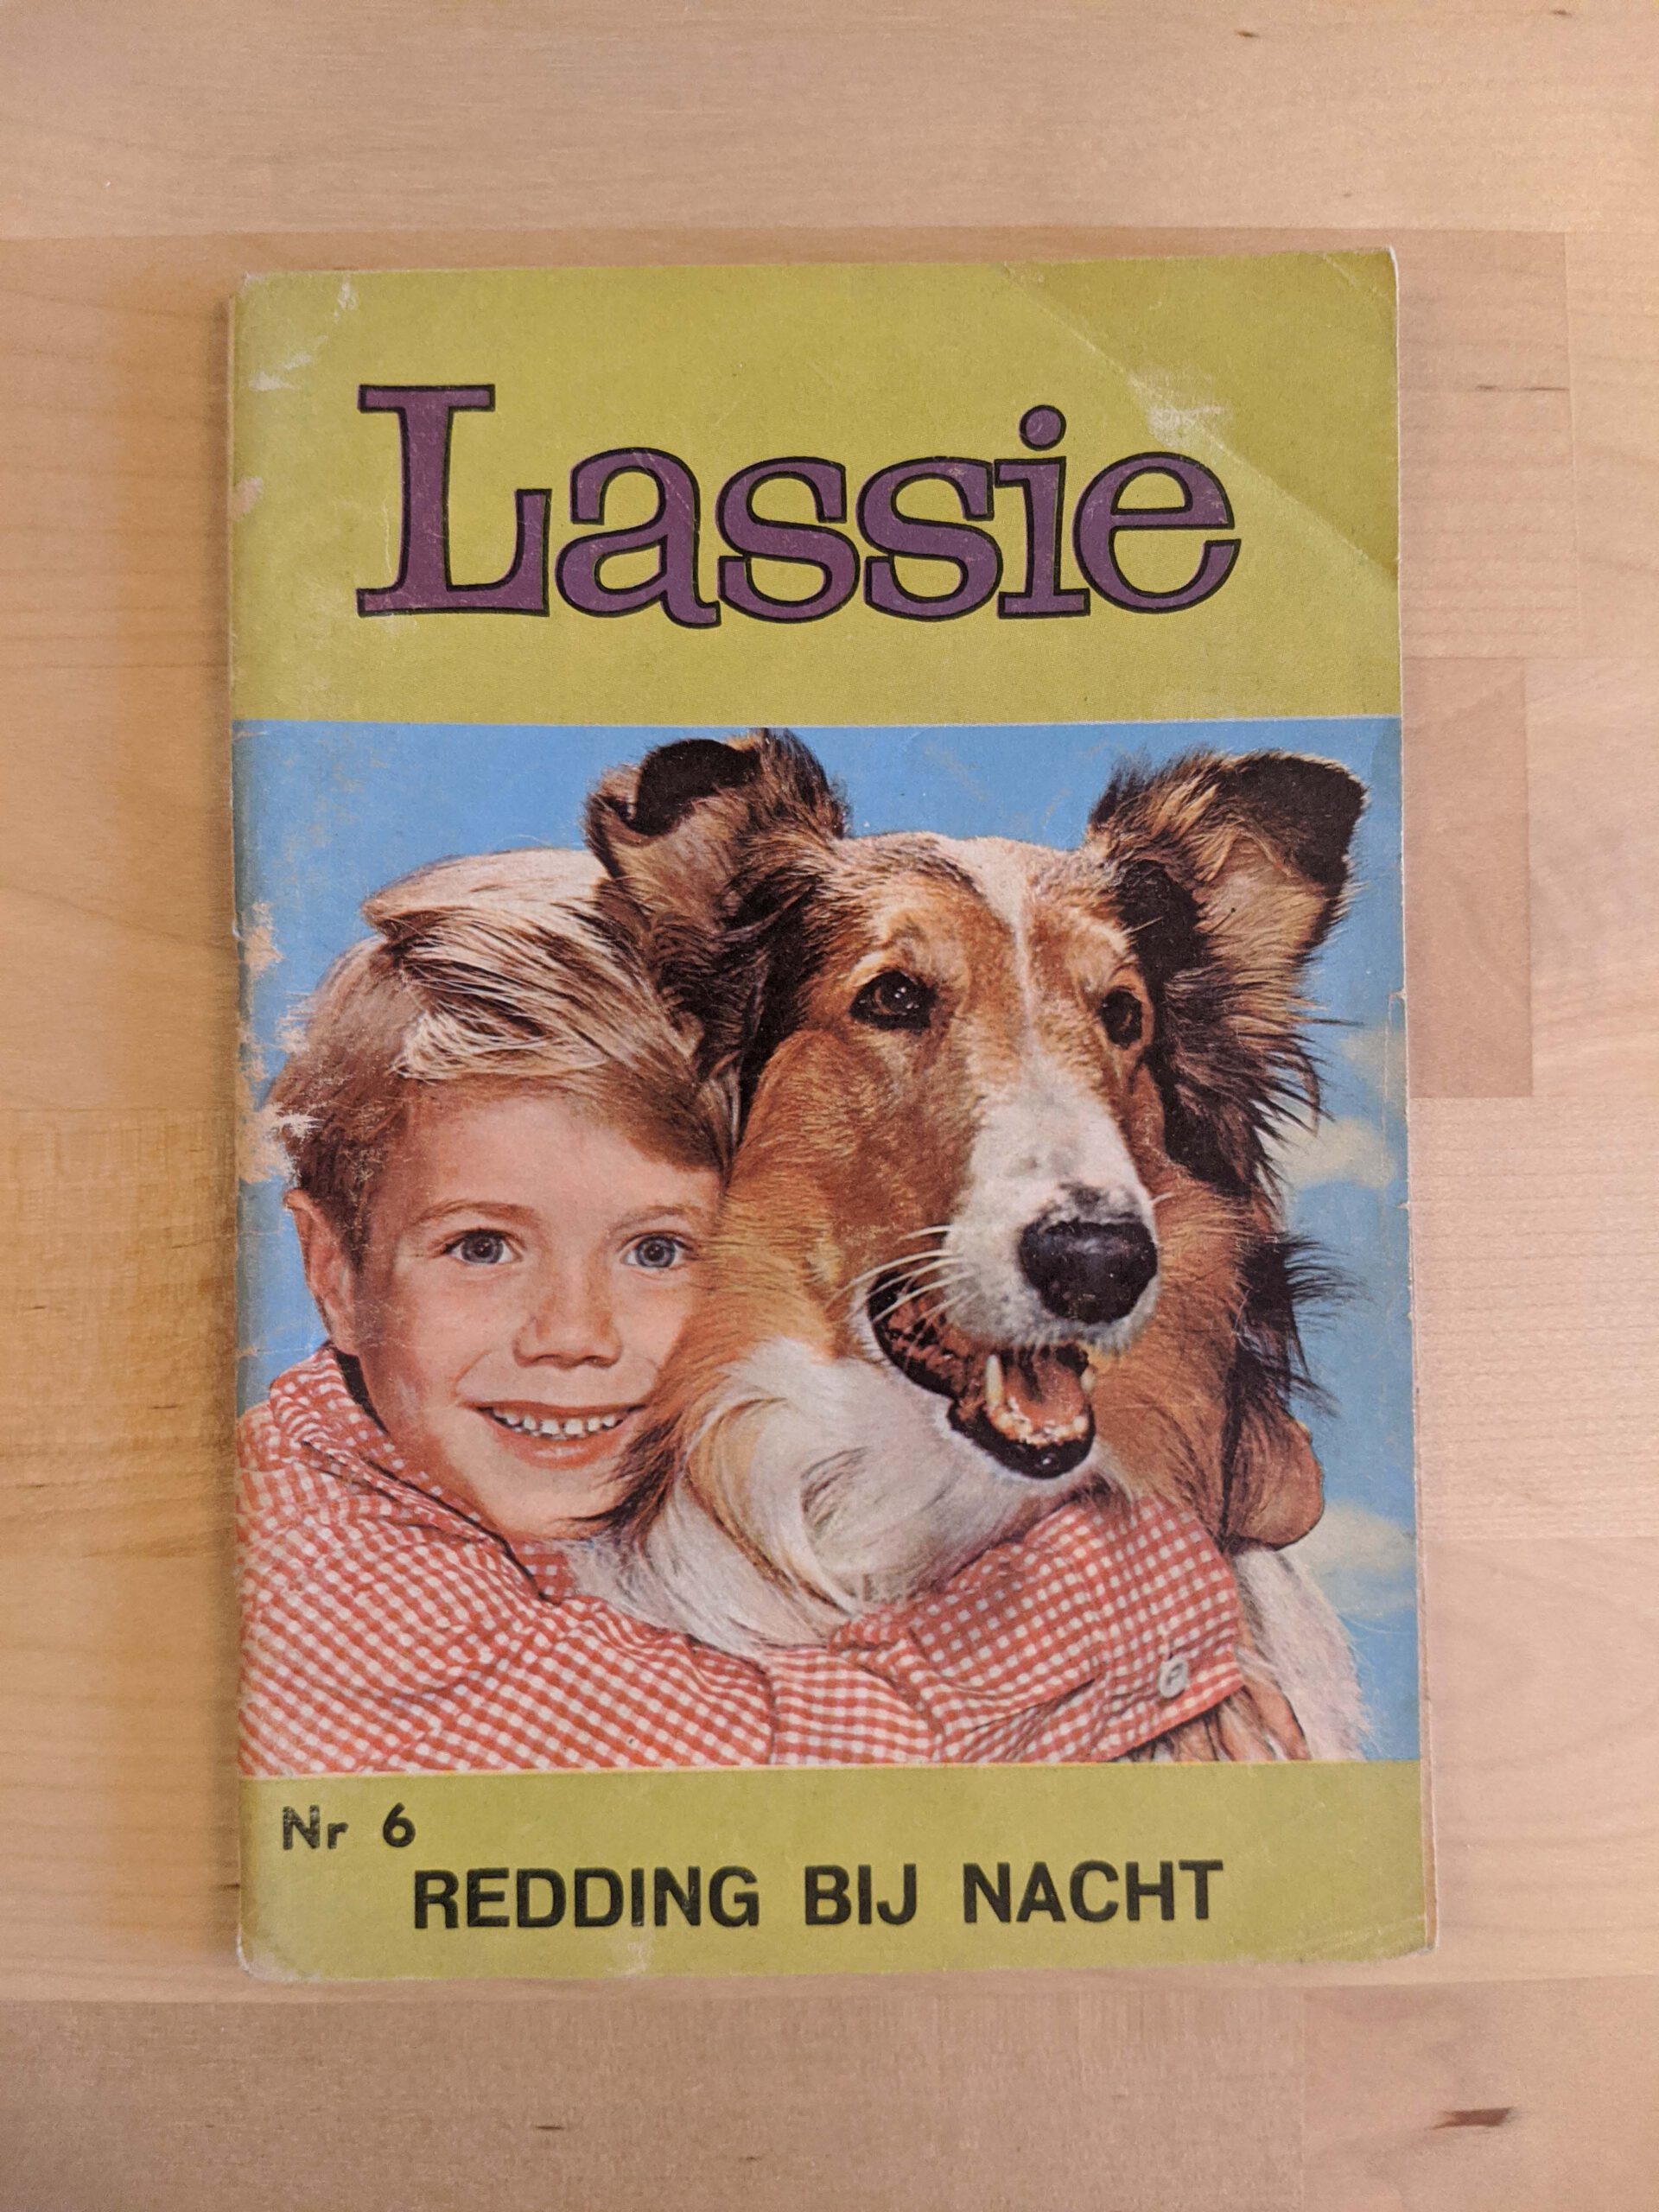 Lassie
Nr 6
REDDING BIJ NACHT